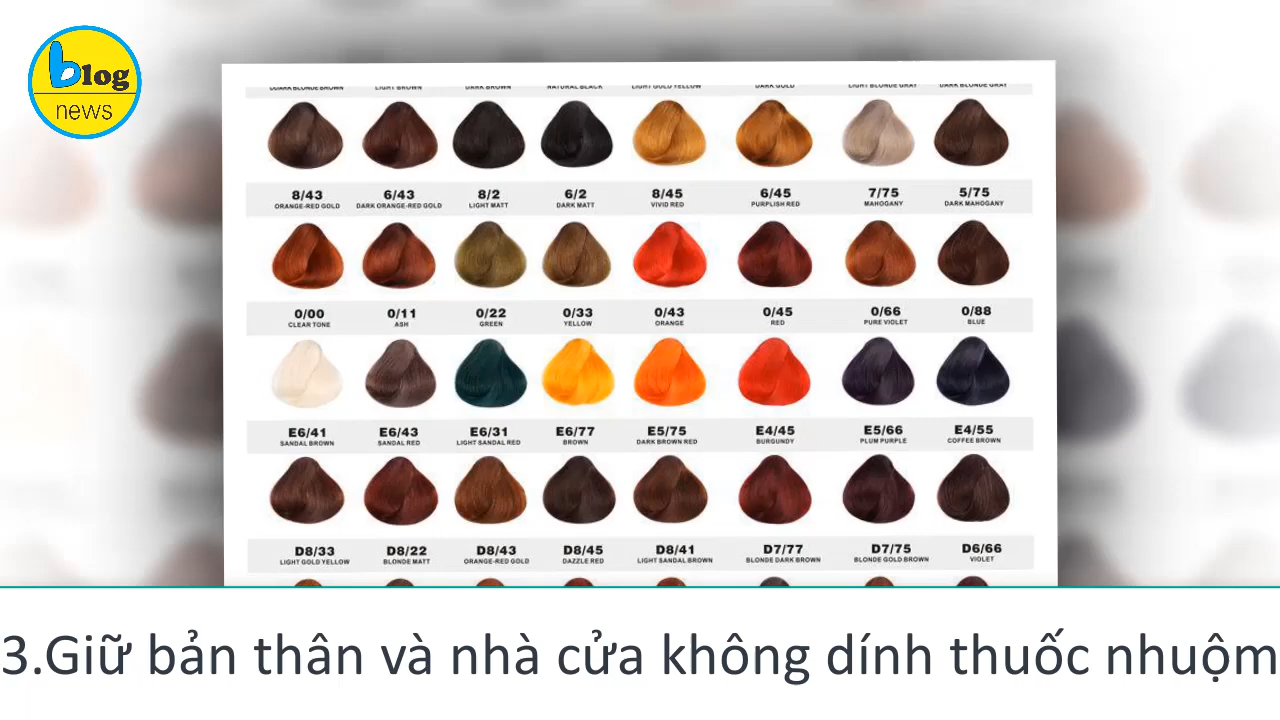 blog
news
DARK BLONDE BROWN LIGHT BROWN DARK BROWN NATURAL BLACK LIGHT GOLD YELLOW DARK GOLD LIGHT BLONDE GRAY DARK BLONDE GRAY
8/43 6/43 8/2 6/2 8/45 6/45 7/75 5/75
ORANGE-RED GOLD DARK ORANGE-RED GOLD LIGHT MATT DARK MATT VIVID RED PURPLISH RED MAHOGANY DARK MAHOGANY
0/00 0/11 0/22 0/33 0/43 0/45 0/66 0/88
CLEAR TONE ASH GREEN YELLOW ORANGE RED PURE VIOLET BLUE
E6/41 E6/43 E6/31 E6/77 E5/75 E4/45 E5/66 E4/55
SANDAL BROWN SANDAL RED LIGHT SANDAL RED BROWN DARK BROWN RED BURGUNDY PLUM PURPLE COFFEE BROWN
D8/33 D8/22 D8/43 D8/45 D8/41 D7/77 D7/75 D6/66
LIGHT GOLD YELLOW BLONDE MATT ORANGE-RED GOLD DAZZLE RED LIGHT SANDAL BROWN BLONDE DARK BROWN BLONDE GOLD BROWN VIOLET
3.Giữ bản thân và nhà cửa không dính thuốc nhuộm